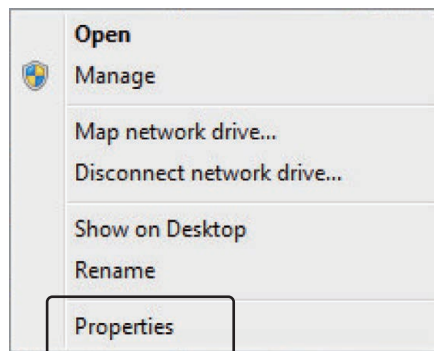 Open
Manage
Map network drive...
Disconnect network drive...
Show on Desktop
Rename
Properties